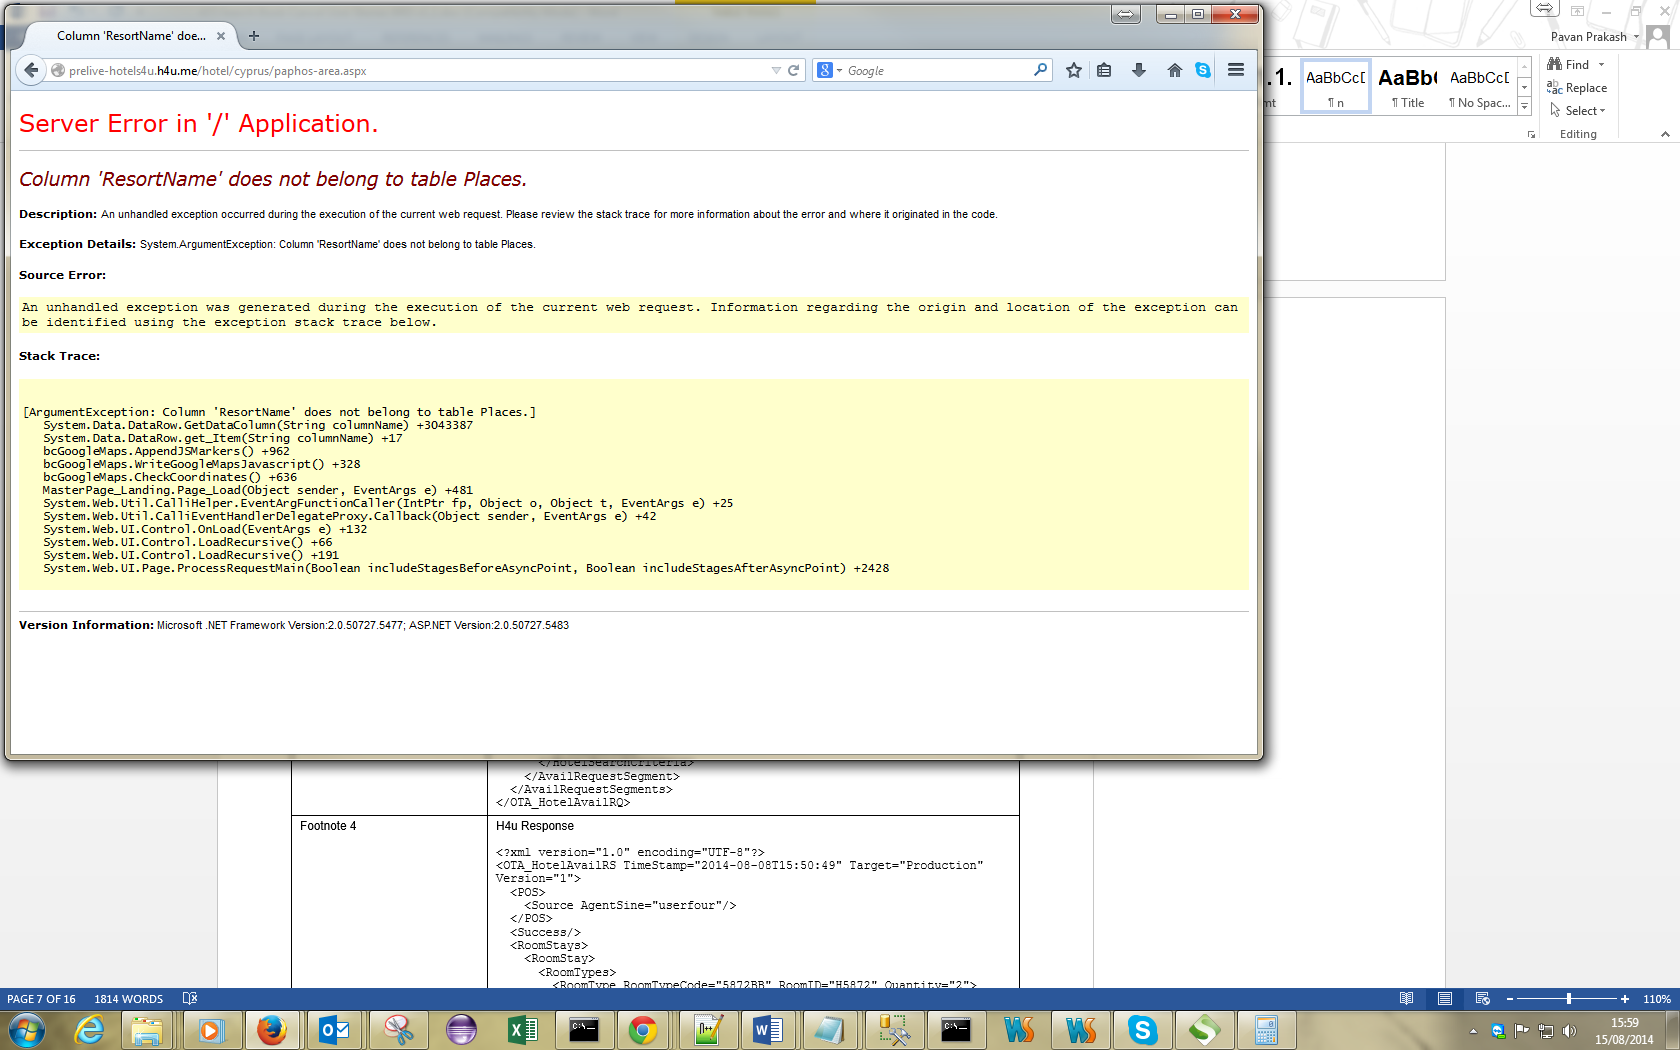 Column 'ResortName' doe...
prelive-hotels4u.h4u.me/hotel/cyprus/paphos-area.aspx
Google
Server Error in '/' Application.
Column 'ResortName' does not belong to table Places.
Description: An unhandled exception occurred during the execution of the current web request. Please review the stack trace for more information about the error and where it originated in the code.
Exception Details: System.ArgumentException: Column 'ResortName' does not belong to table Places.
Source Error:
An unhandled exception was generated during the execution of the current web request. Information regarding the origin and location of the exception can
be identified using the exception stack trace below.
Stack Trace:
[ArgumentException: Column 'ResortName' does not belong to table Places.]
System.Data.DataRow.GetDataColumn(String columnName) +3043387
System.Data.DataRow.get_Item(String columnName) +17
bcGoogleMaps.AppendJSMarkers() +962
bcGoogleMaps.WriteGoogleMapsJavascript() +328
bcGoogleMaps.CheckCoordinates() +636
MasterPage_Landing.Page_Load(Object sender, EventArgs e) +481
System.Web.Util.CalliHelper.EventArgFunctionCaller(IntPtr fp, Object o, Object t, EventArgs e) +25
System.Web.Util.CalliEventHandlerDelegateProxy.Callback(Object sender, EventArgs e) +42
System.Web.UI.Control.OnLoad(EventArgs e) +132
System.Web.UI.Control.LoadRecursive() +66
System.Web.UI.Control.LoadRecursive() +191
System.Web.UI.Page.ProcessRequestMain(Boolean includeStagesBeforeAsyncPoint, Boolean includeStagesAfterAsyncPoint) +2428
Version Information: Microsoft .NET Framework Version:2.0.50727.5477; ASP.NET Version:2.0.50727.5483
Pavan Prakash
.1. AaBbCcD AaBb( AaBbCcD
mt ¶ n ¶ Title ¶ No Spac...
Find
Replace
Select
Editing
</HotelSearchCriteria>
</AvailRequestSegment>
</AvailRequestSegments>
</OTA_HotelAvailRQ>
Footnote 4
H4u Response
<?xml version="1.0" encoding="UTF-8"?>
<OTA_HotelAvailRS TimeStamp="2014-08-08T15:50:49" Target="Production"
Version="1">
<POS>
<Source AgentSine="userfour"/>
</POS>
<Success/>
<RoomStays>
<RoomStay>
<RoomTypes>
<RoomType RoomTypeCode="5872BB" RoomID="H5872" Quantity="2">
PAGE 7 OF 16 1814 WORDS
110%
15:59
15/08/2014